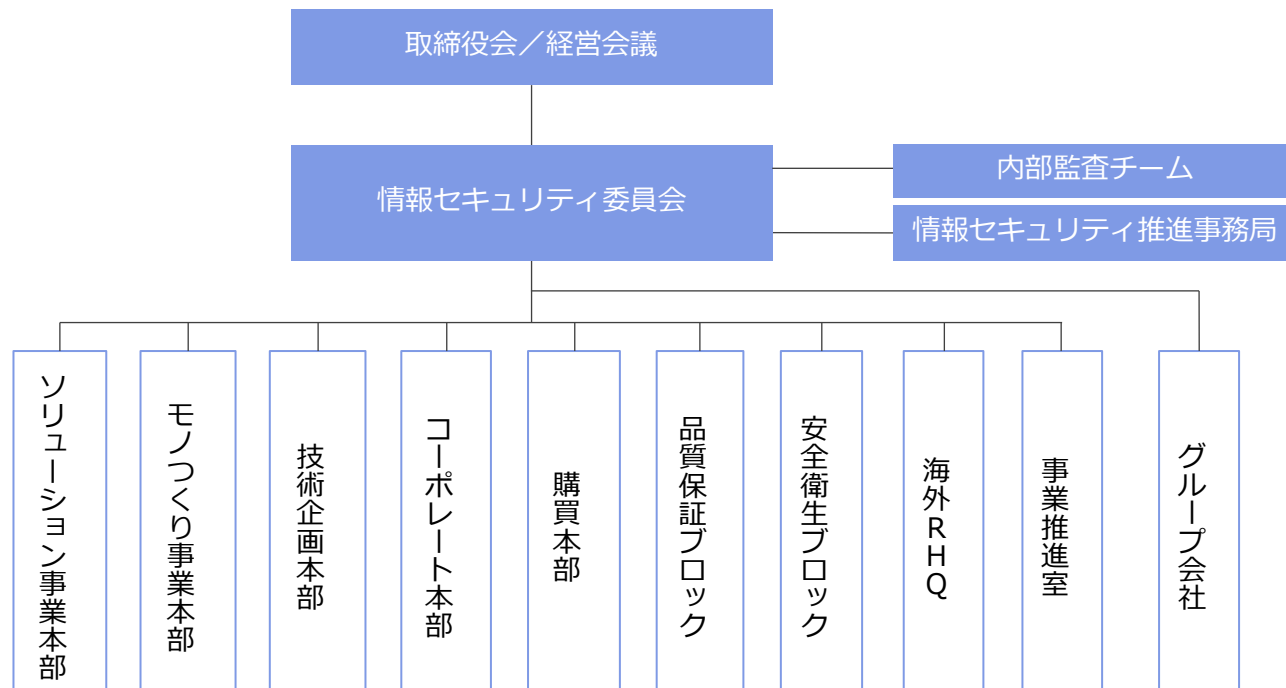 取締役会／経営会議
情報セキュリティ委員会
内部監査チーム
情報セキュリティ推進事務局
ソリューション事業本部
モノつくり事業本部
技術企画本部
コーポレート本部
購買本部
品質保証ブロック
安全衛生ブロック
海外RHQ
事業推進室
グループ会社